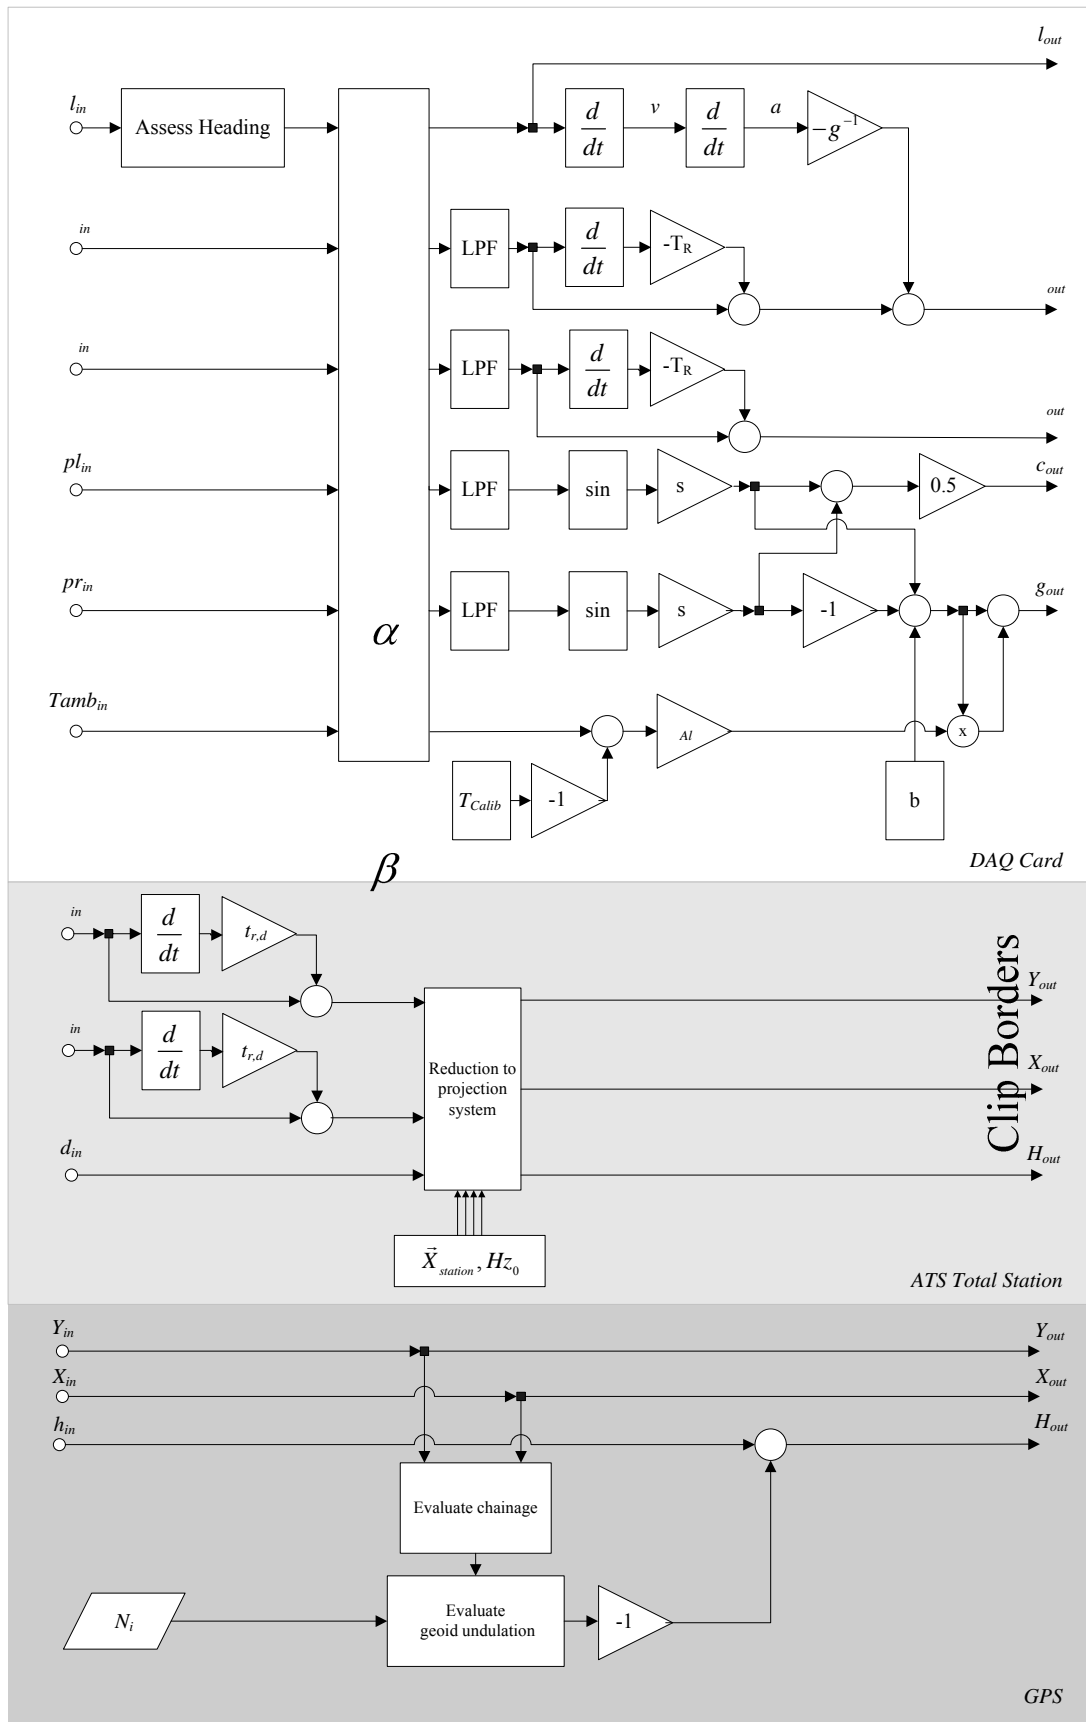 l_out
l_in
Assess Heading
d/dt
v
d/dt
a
-g^-1
in
LPF
d/dt
-T_R
out
in
LPF
d/dt
-T_R
out
pl_in
LPF
sin
s
0.5
c_out
pr_in
LPF
sin
s
-1
g_out
α
Tamb_in
Al
x
T_Calib
-1
b
β
DAQ Card
in
d/dt
t_r,d
Y_out
in
d/dt
t_r,d
Reduction to
projection
system
X_out
Clip Borders
d_in
H_out
X⃗_station, Hz_0
ATS Total Station
Y_in
Y_out
X_in
X_out
h_in
H_out
Evaluate chainage
N_i
Evaluate
geoid undulation
-1
GPS